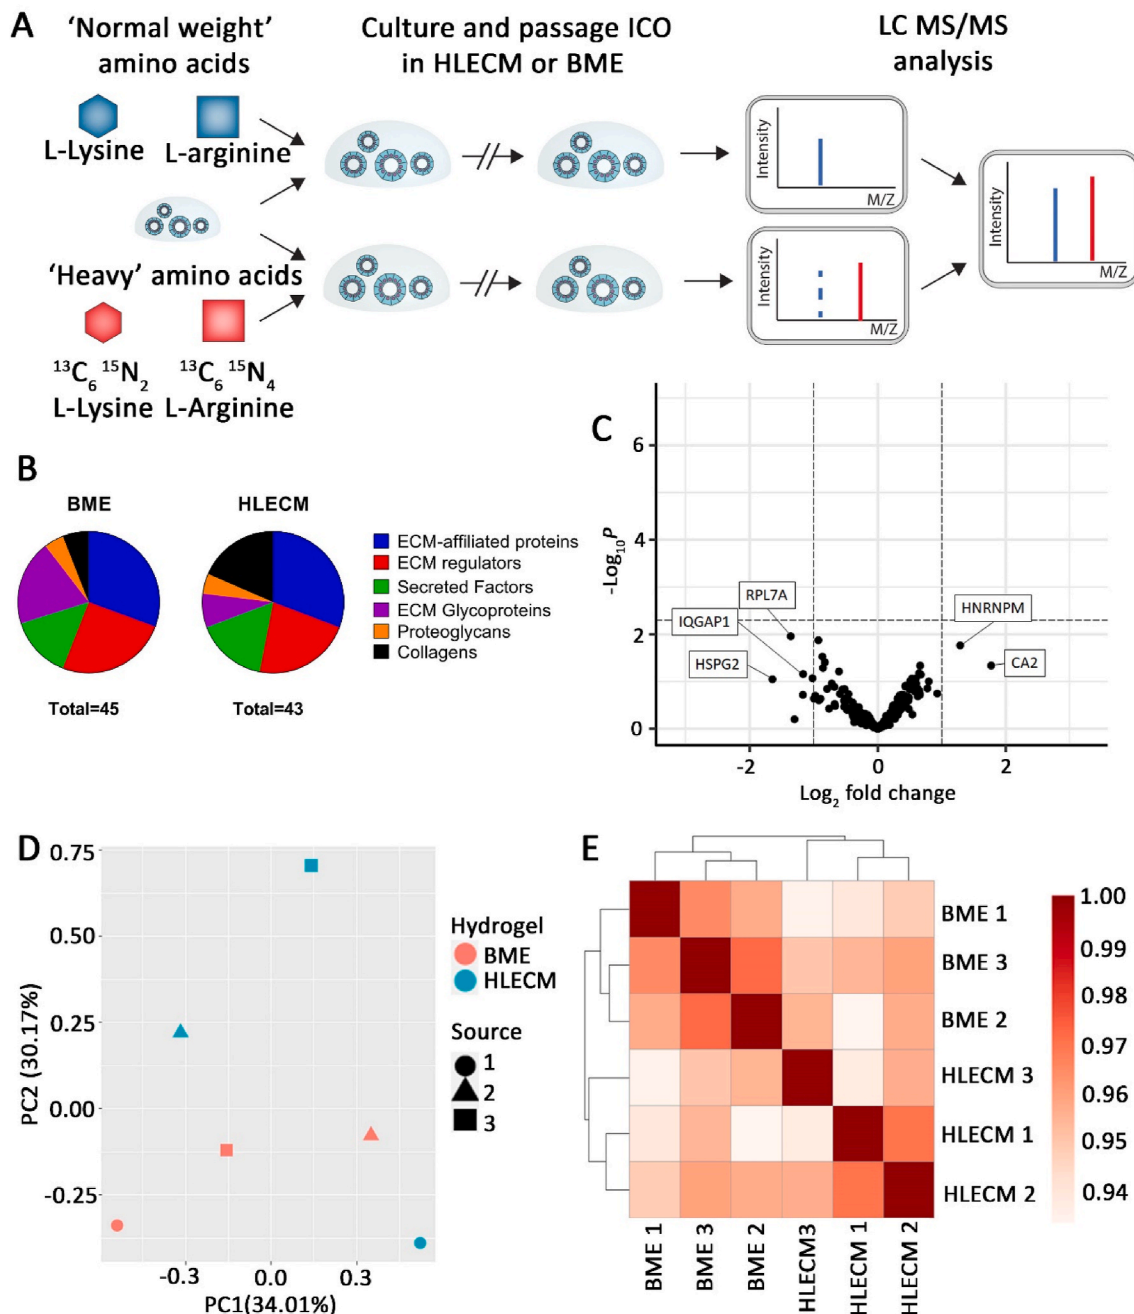 A
‘Normal weight’
amino acids
L-Lysine
L-arginine
‘Heavy’ amino acids
¹³C₆ ¹⁵N₂
L-Lysine
¹³C₆ ¹⁵N₄
L-Arginine
Culture and passage ICO
in HLECM or BME
LC MS/MS
analysis
Intensity
M/Z
Intensity
M/Z
Intensity
M/Z
B
BME
HLECM
Total=45
Total=43
ECM-affiliated proteins
ECM regulators
Secreted Factors
ECM Glycoproteins
Proteoglycans
Collagens
C
-Log₁₀P
6
4
2
0
RPL7A
IQGAP1
HSPG2
HNRNPM
CA2
-2
0
2
Log₂ fold change
D
PC2 (30.17%)
0.75
0.50
0.25
0.00
-0.25
-0.3
0.0
0.3
PC1(34.01%)
Hydrogel
BME
HLECM
Source
1
2
3
E
BME 1
BME 3
BME 2
HLECM 3
HLECM 1
HLECM 2
BME 1
BME 3
BME 2
HLECM3
HLECM 1
HLECM 2
1.00
0.99
0.98
0.97
0.96
0.95
0.94